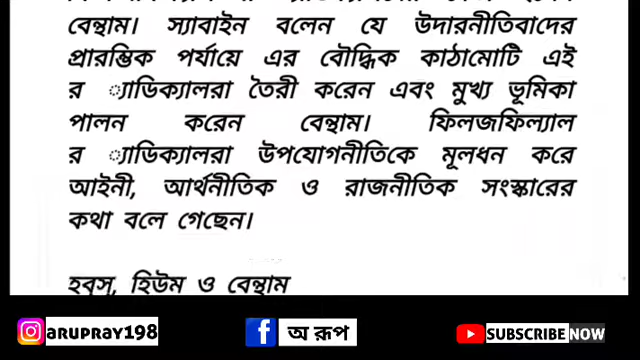 বেন্থাম। স্যাবাইন বলেন যে উদারনীতিবাদের
প্রারম্ভিক পর্যায়ে এর বৌদ্ধিক কাঠামোটি এই
র ্যাডিক্যালরা তৈরী করেন এবং মুখ্য ভূমিকা
পালন করেন বেন্থাম। ফিলজফিল্যাল
র ্যাডিক্যালরা উপযোগনীতিকে মূলধন করে
আইনী, আর্থনীতিক ও রাজনীতিক সংস্কারের
কথা বলে গেছেন।
হবস্, হিউম ও বেন্থাম
arupray198
অ রূপ
SUBSCRIBE NOW